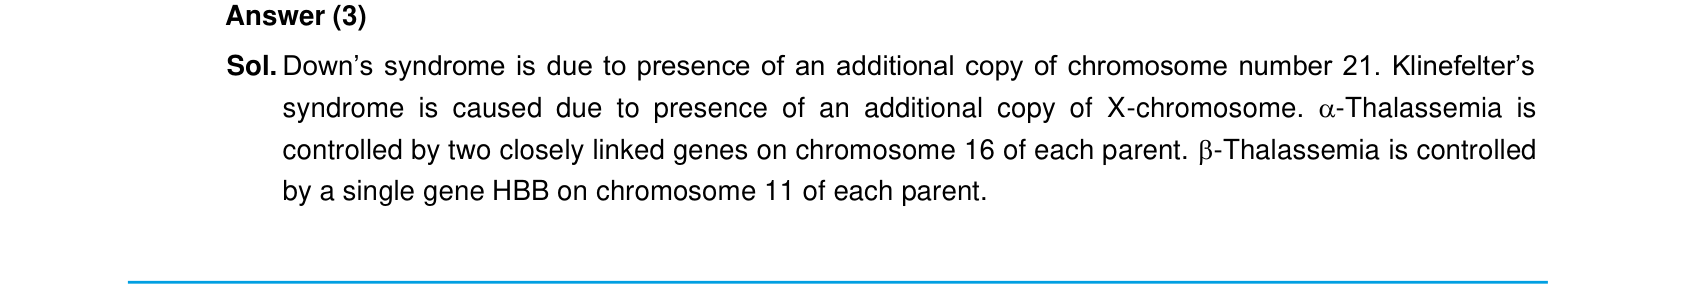 Answer (3)
Sol. Down’s syndrome is due to presence of an additional copy of chromosome number 21. Klinefelter’s
syndrome is caused due to presence of an additional copy of X-chromosome. α-Thalassemia is
controlled by two closely linked genes on chromosome 16 of each parent. β-Thalassemia is controlled
by a single gene HBB on chromosome 11 of each parent.